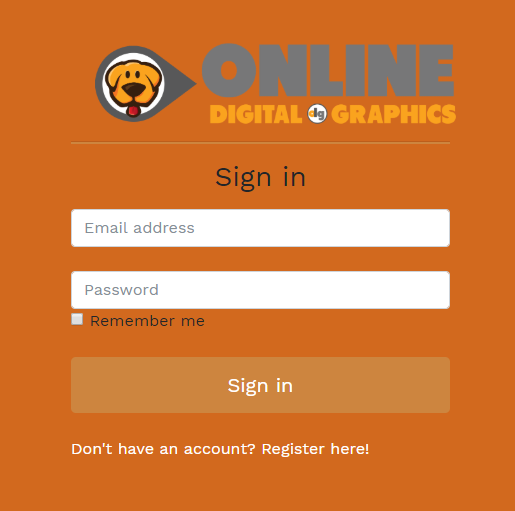 ONLINE
DIGITAL dg GRAPHICS
Sign in
Email address
Password
Remember me
Sign in
Don't have an account? Register here!